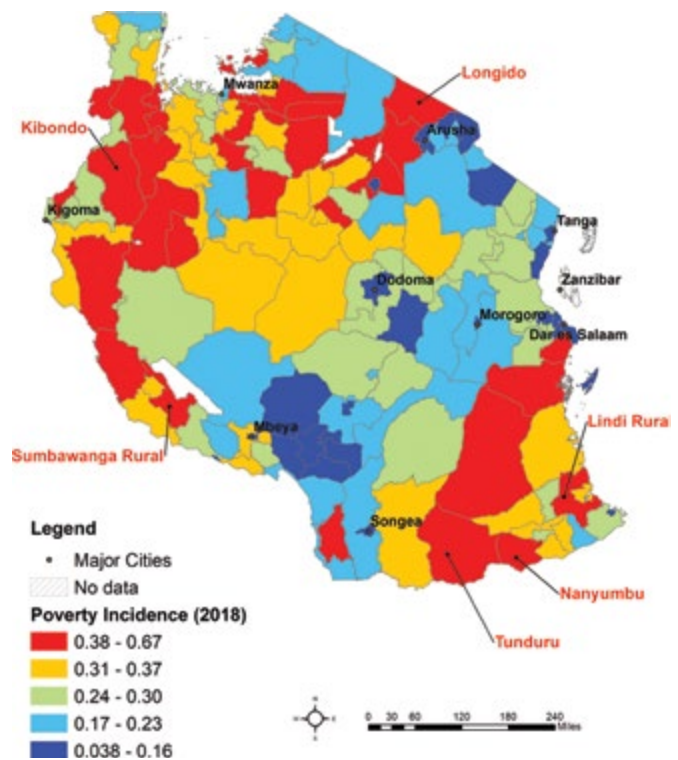 Longido
Mwanza
Kibondo
Arusha
Kigoma
Tanga
Dodoma
Zanzibar
Morogoro
Dar es Salaam
Lindi Rural
Mbeya
Sumbawanga Rural
Songea
Nanyumbu
Tunduru
Legend
Major Cities
No data
Poverty Incidence (2018)
0.38 - 0.67
0.31 - 0.37
0.24 - 0.30
0.17 - 0.23
0.038 - 0.16
N
W E
S
0 30 60 120 180 240
Miles